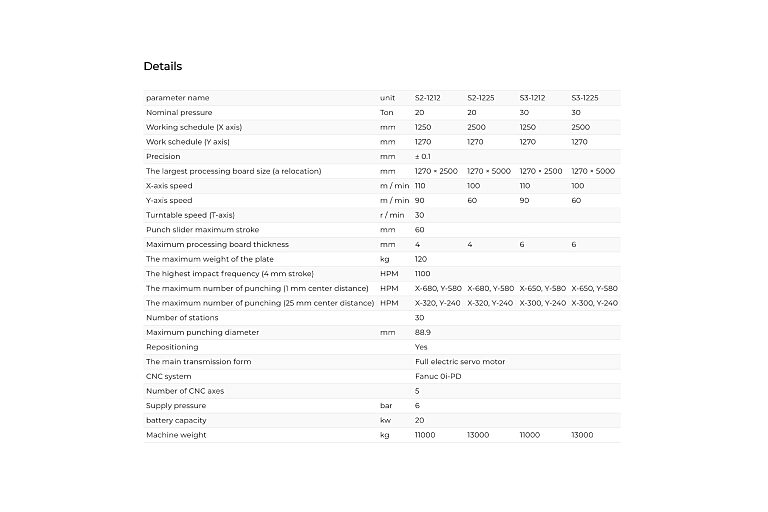 Details
parameter name unit S2-1212 S2-1225 S3-1212 S3-1225
Nominal pressure Ton 20 20 30 30
Working schedule (X axis) mm 1250 2500 1250 2500
Work schedule (Y axis) mm 1270 1270 1270 1270
Precision mm ± 0.1
The largest processing board size (a relocation) mm 1270 × 2500 1270 × 5000 1270 × 2500 1270 × 5000
X-axis speed m / min 110 100 110 100
Y-axis speed m / min 90 60 90 60
Turntable speed (T-axis) r / min 30
Punch slider maximum stroke mm 60
Maximum processing board thickness mm 4 4 6 6
The maximum weight of the plate kg 120
The highest impact frequency (4 mm stroke) HPM 1100
The maximum number of punching (1 mm center distance) HPM X-680, Y-580 X-680, Y-580 X-650, Y-580 X-650, Y-580
The maximum number of punching (25 mm center distance) HPM X-320, Y-240 X-320, Y-240 X-300, Y-240 X-300, Y-240
Number of stations 30
Maximum punching diameter mm 88.9
Repositioning Yes
The main transmission form Full electric servo motor
CNC system Fanuc 0i-PD
Number of CNC axes 5
Supply pressure bar 6
battery capacity kw 20
Machine weight kg 11000 13000 11000 13000